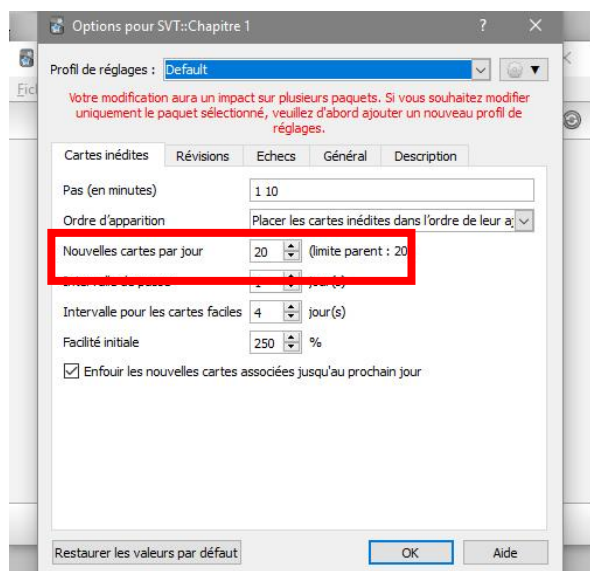 Options pour SVT::Chapitre 1 ? ×
Profil de réglages : Default ▼
Votre modification aura un impact sur plusieurs paquets. Si vous souhaitez modifier
uniquement le paquet sélectionné, veuillez d'abord ajouter un nouveau profil de
réglages.
Cartes inédites Révisions Echecs Général Description
Pas (en minutes) 1 10
Ordre d'apparition Placer les cartes inédites dans l'ordre de leur
Nouvelles cartes par jour 20 (limite parent : 20
Intervalle pour les cartes faciles 4 jour(s)
Facilité initiale 250 %
Enfouir les nouvelles cartes associées jusqu'au prochain jour
Restaurer les valeurs par défaut OK Aide